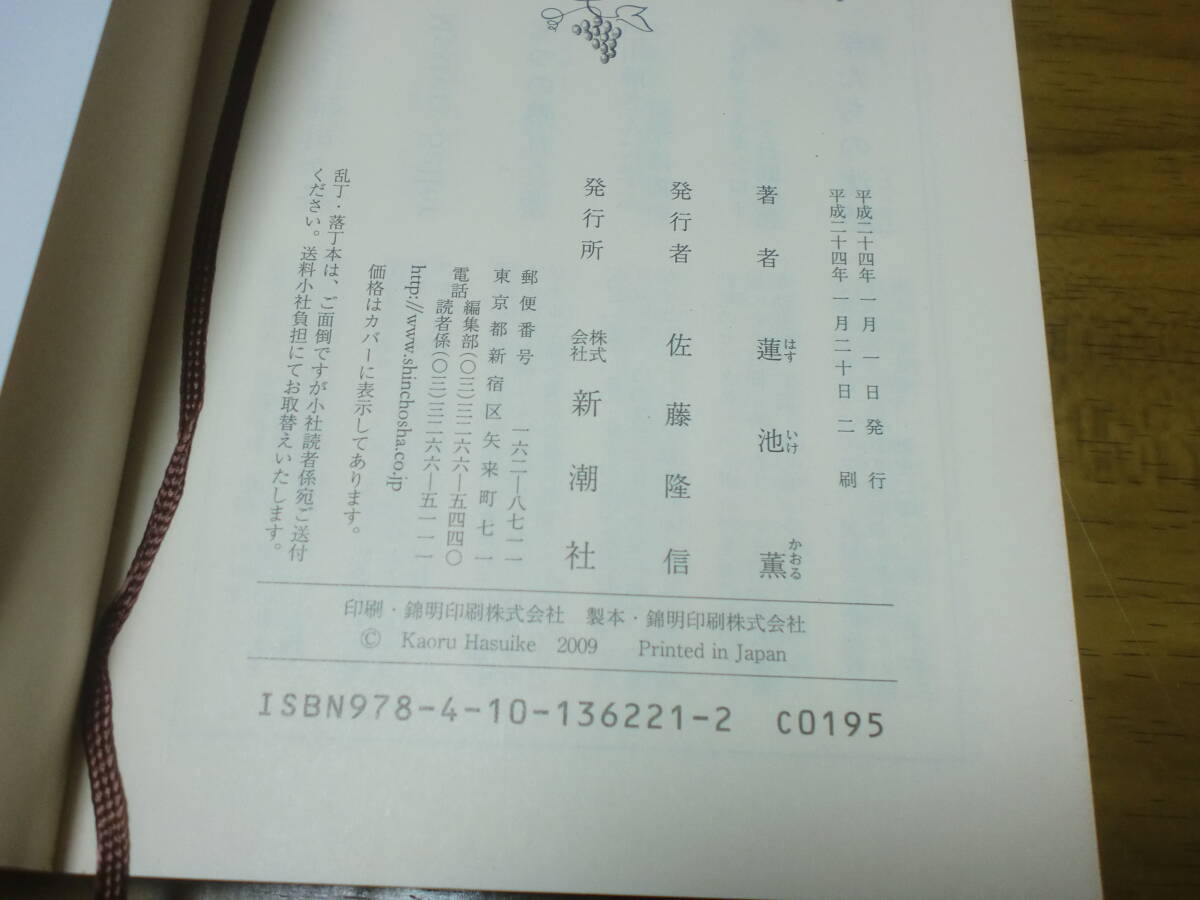 平成二十四年 一月 一日 発行
平成二十四年 一月二十日 二刷
著者 蓮池薫
はす いけ かおる
発行者 佐藤隆信
発行所 株式会社 新潮社
郵便番号 一六二―八七一一
東京都新宿区矢来町七一
電話 編集部(〇三)三二六六―五四四〇
読者係(〇三)三二六六―五一一一
http://www.shinchosha.co.jp
価格はカバーに表示してあります。
乱丁・落丁本は、ご面倒ですが小社読者係宛ご送付
ください。送料小社負担にてお取替えいたします。
印刷・錦明印刷株式会社 製本・錦明印刷株式会社
© Kaoru Hasuike 2009 Printed in Japan
ISBN978-4-10-136221-2 C0195